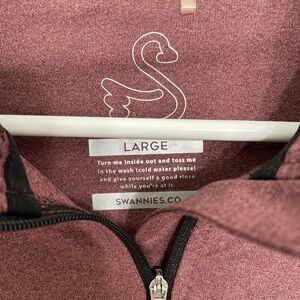 LARGE
Turn me inside out and toss me
in the wash (cold water please)
and give yourself a good rinse
while you're at it.
SWANNIES.CO